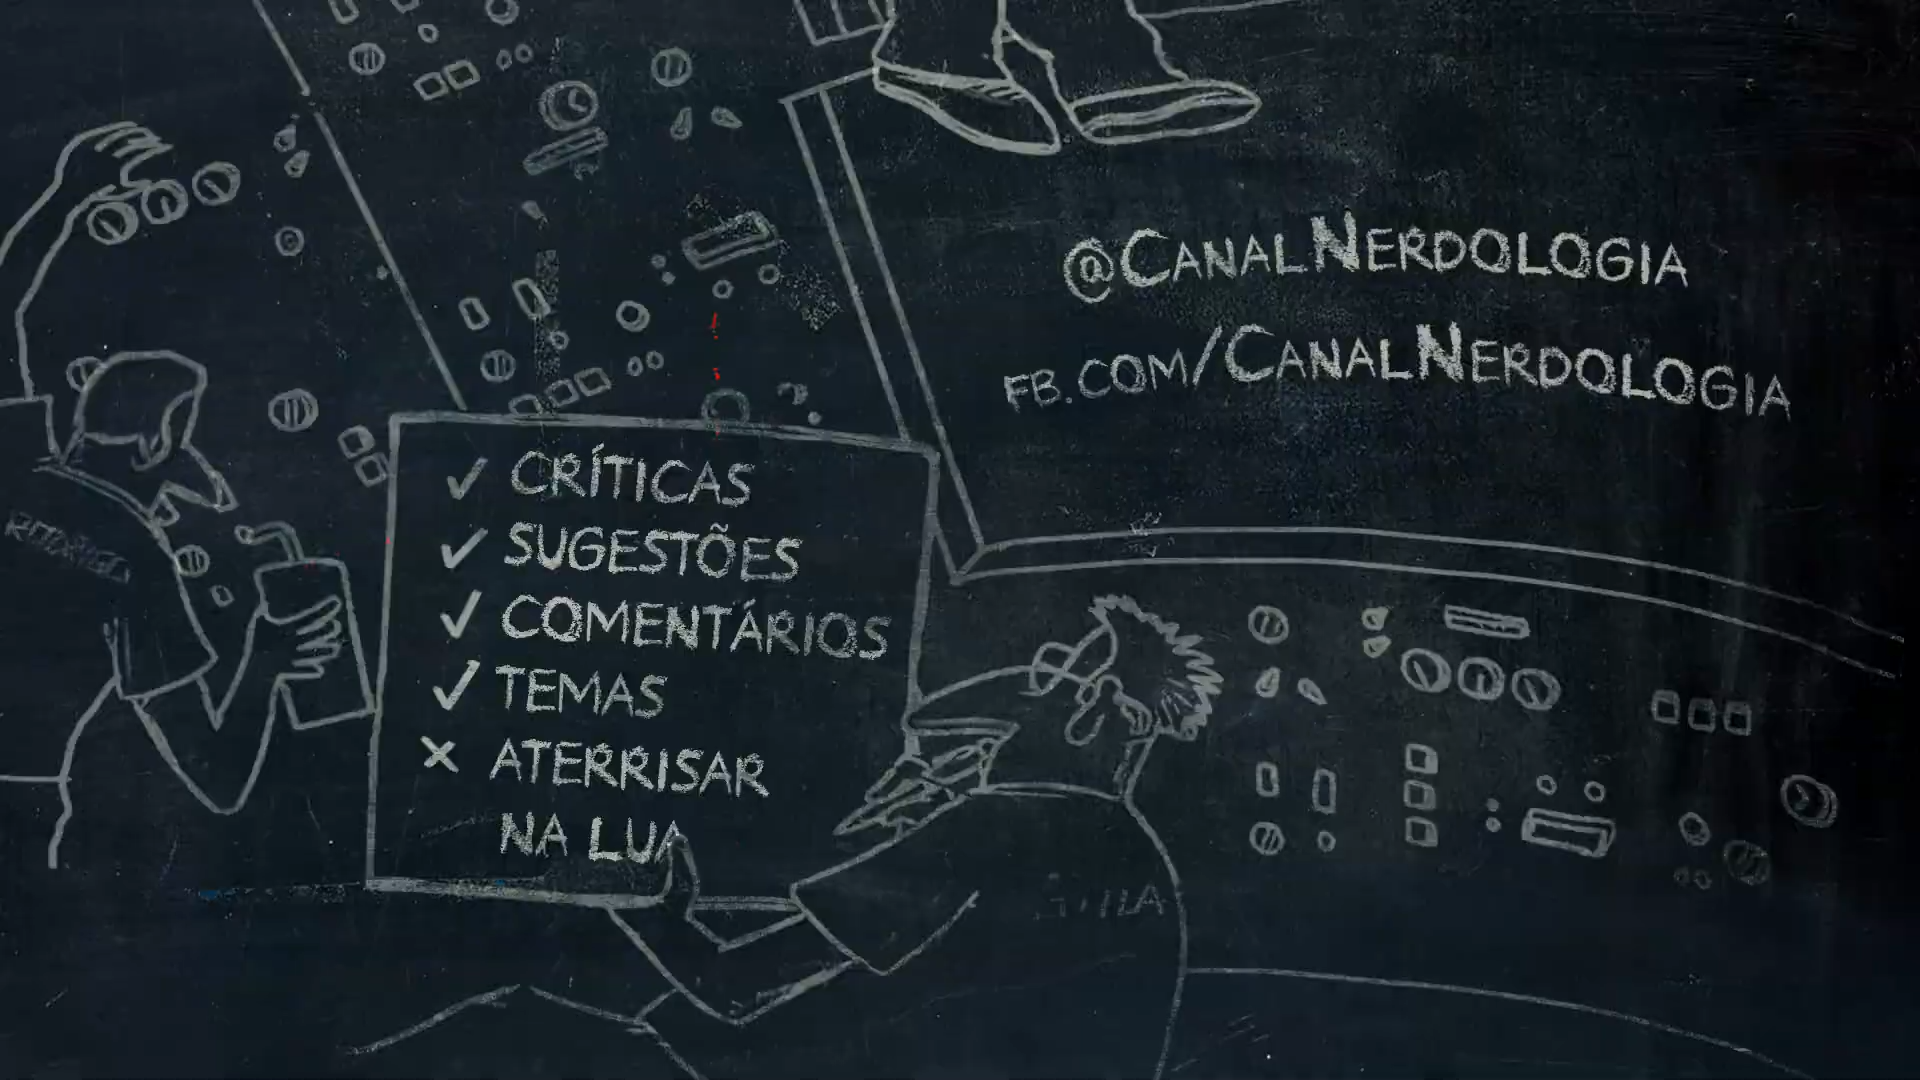 @CANALNERDOLOGIA
FB.COM/CANALNERDOLOGIA
✓ CRÍTICAS
✓ SUGESTÕES
✓ COMENTÁRIOS
✓ TEMAS
× ATERRISAR
NA LUA